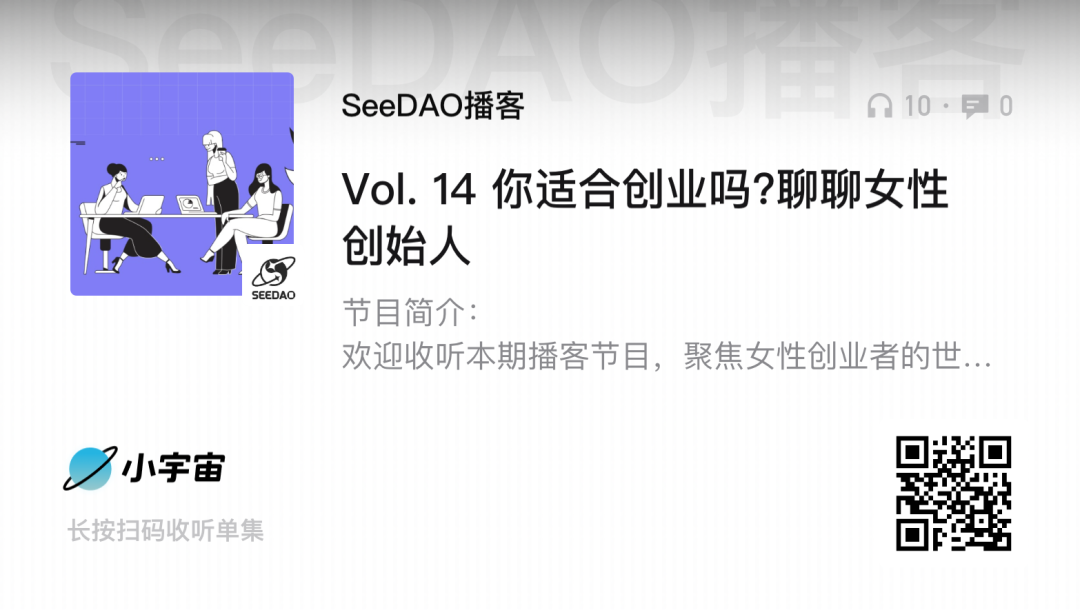 SeeDAO播客
SeeDAO播客
10 · 0
Vol. 14 你适合创业吗?聊聊女性
创始人
SEEDAO
节目简介：
欢迎收听本期播客节目，聚焦女性创业者的世...
小宇宙
长按扫码收听单集